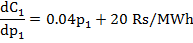 dC₁/dp₁ = 0.04p₁ + 20 Rs/MWh